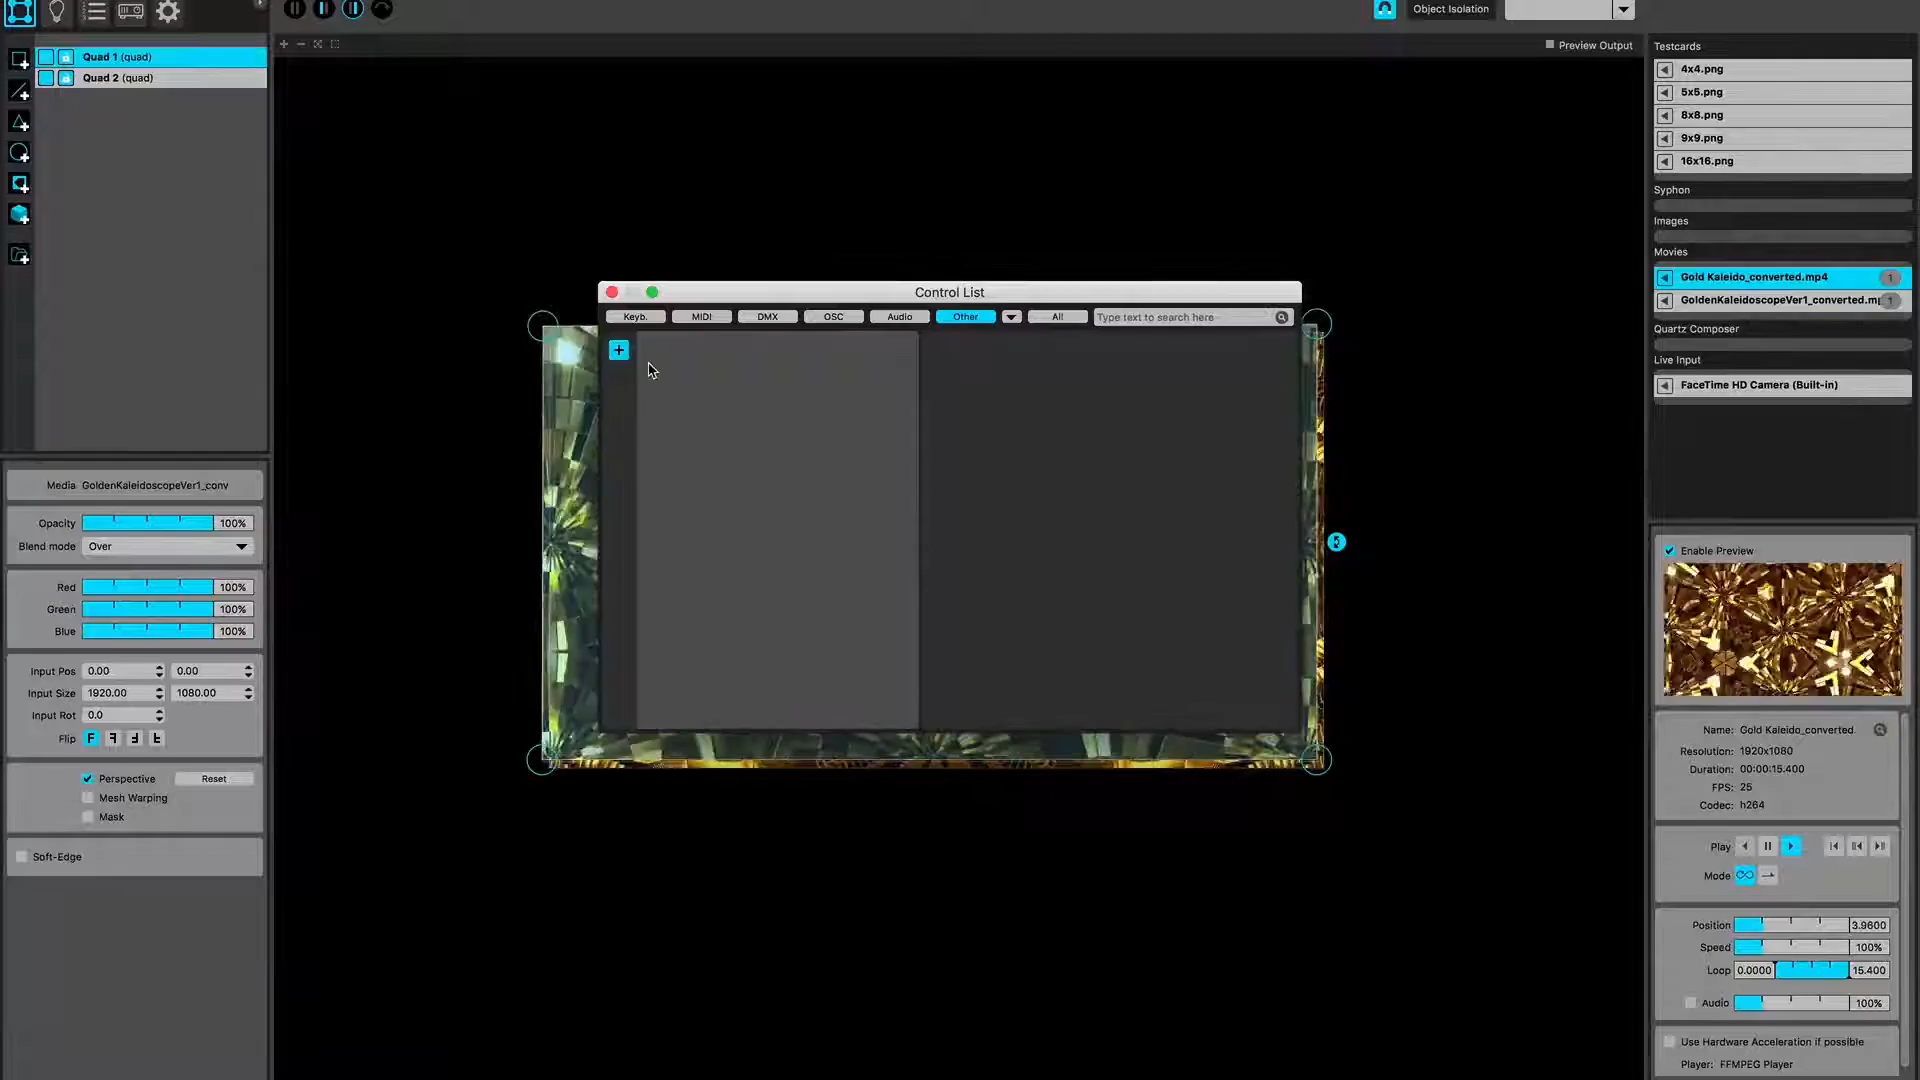 Object Isolation
Preview Output
Quad 1 (quad)
Quad 2 (quad)
Media GoldenKaleidoscopeVer1_conv
Opacity 100%
Blend mode Over
Red 100%
Green 100%
Blue 100%
Input Pos 0.00 0.00
Input Size 1920.00 1080.00
Input Rot 0.0
Flip
Perspective Reset
Mesh Warping
Mask
Soft-Edge
Control List
Keyb. MIDI DMX OSC Audio Other All Type text to search here
Testcards
4x4.png
5x5.png
8x8.png
9x9.png
16x16.png
Syphon
Images
Movies
Gold Kaleido_converted.mp4 1
GoldenKaleidoscopeVer1_converted.mp 1
Quartz Composer
Live Input
FaceTime HD Camera (Built-in)
Enable Preview
Name: Gold Kaleido_converted.
Resolution: 1920x1080
Duration: 00:00:15.400
FPS: 25
Codec: h264
Play
Mode
Position 3.9600
Speed 100%
Loop 0.0000 15.400
Audio 100%
Use Hardware Acceleration if possible
Player: FFMPEG Player